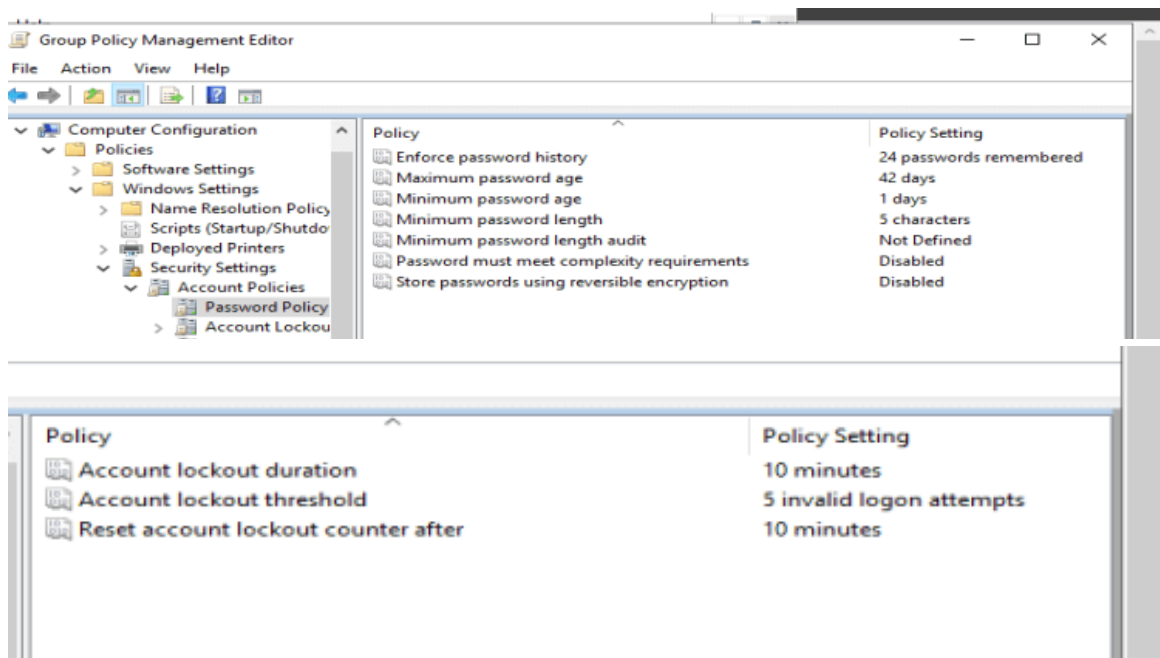 Group Policy Management Editor
File Action View Help
Computer Configuration
Policies
Software Settings
Windows Settings
Name Resolution Policy
Scripts (Startup/Shutdo
Deployed Printers
Security Settings
Account Policies
Password Policy
Account Lockou
Policy Policy Setting
Enforce password history 24 passwords remembered
Maximum password age 42 days
Minimum password age 1 days
Minimum password length 5 characters
Minimum password length audit Not Defined
Password must meet complexity requirements Disabled
Store passwords using reversible encryption Disabled
Policy Policy Setting
Account lockout duration 10 minutes
Account lockout threshold 5 invalid logon attempts
Reset account lockout counter after 10 minutes